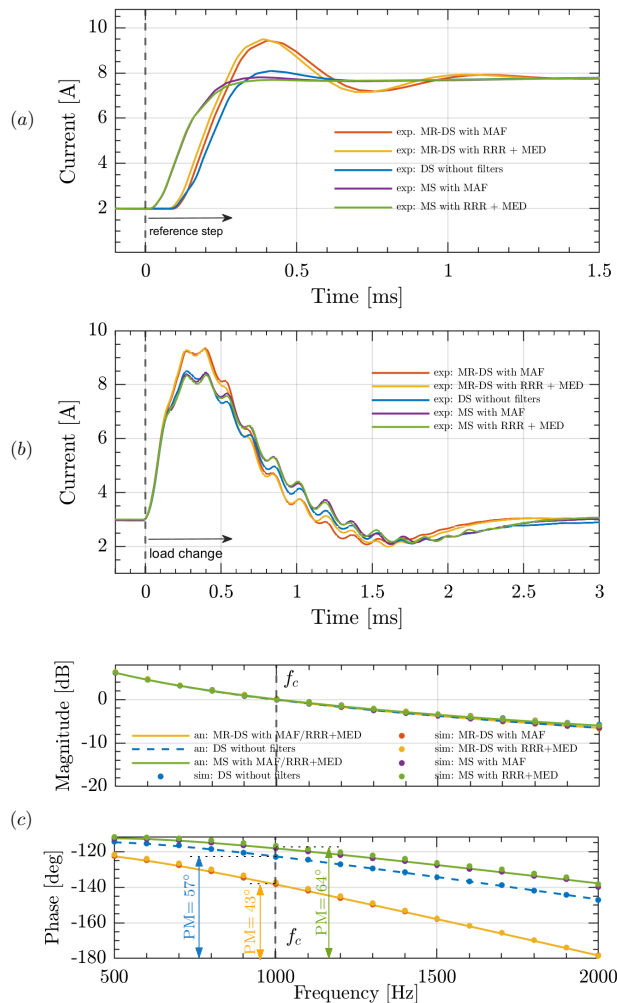 (a)
Current [A]
10
8
6
4
2
exp. MR-DS with MAF
exp: MR-DS with RRR + MED
exp: DS without filters
exp: MS with MAF
exp: MS with RRR + MED
reference step
0
0.5
1
1.5
Time [ms]
(b)
Current [A]
10
8
6
4
2
exp: MR-DS with MAF
exp: MR-DS with RRR + MED
exp: DS without filters
exp: MS with MAF
exp: MS with RRR + MED
load change
0
0.5
1
1.5
2
2.5
3
Time [ms]
(c)
Magnitude [dB]
0
-10
-20
f_c
an: MR-DS with MAF/RRR+MED
an: DS without filters
an: MS with MAF/RRR+MED
sim: DS without filters
sim: MR-DS with MAF
sim: MR-DS with RRR+MED
sim: MS with MAF
sim: MS with RRR+MED
Phase [deg]
-120
-140
-160
-180
PM= 57°
PM= 43°
PM= 64°
f_c
500
1000
1500
2000
Frequency [Hz]